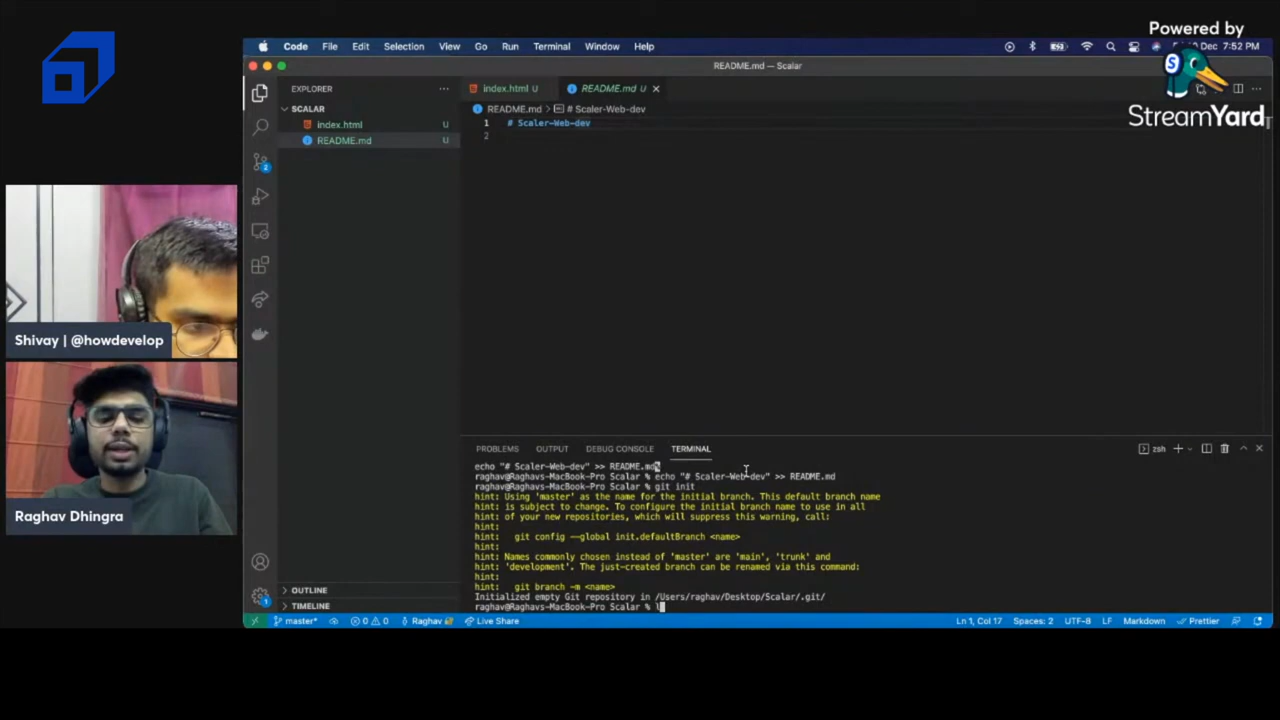 Powered by
StreamYard
Code File Edit Selection View Go Run Terminal Window Help
Dec 7:52 PM
README.md — Scalar
EXPLORER
SCALAR
index.html U
README.md U
index.html U
README.md U
README.md > # Scaler-Web-dev
1 # Scaler-Web-dev
2
Shivay | @howdevelop
Raghav Dhingra
PROBLEMS OUTPUT DEBUG CONSOLE TERMINAL
zsh
echo "# Scaler-Web-dev" >> README.md
raghav@Raghavs-MacBook-Pro Scalar % echo "# Scaler-Web-dev" >> README.md
raghav@Raghavs-MacBook-Pro Scalar % git init
hint: Using 'master' as the name for the initial branch. This default branch name
hint: is subject to change. To configure the initial branch name to use in all
hint: of your new repositories, which will suppress this warning, call:
hint:
hint: git config --global init.defaultBranch <name>
hint:
hint: Names commonly chosen instead of 'master' are 'main', 'trunk' and
hint: 'development'. The just-created branch can be renamed via this command:
hint:
hint: git branch -m <name>
Initialized empty Git repository in /Users/raghav/Desktop/Scalar/.git/
raghav@Raghavs-MacBook-Pro Scalar % l
OUTLINE
TIMELINE
master* 0 0 Raghav Live Share
Ln 1, Col 17 Spaces: 2 UTF-8 LF Markdown Prettier